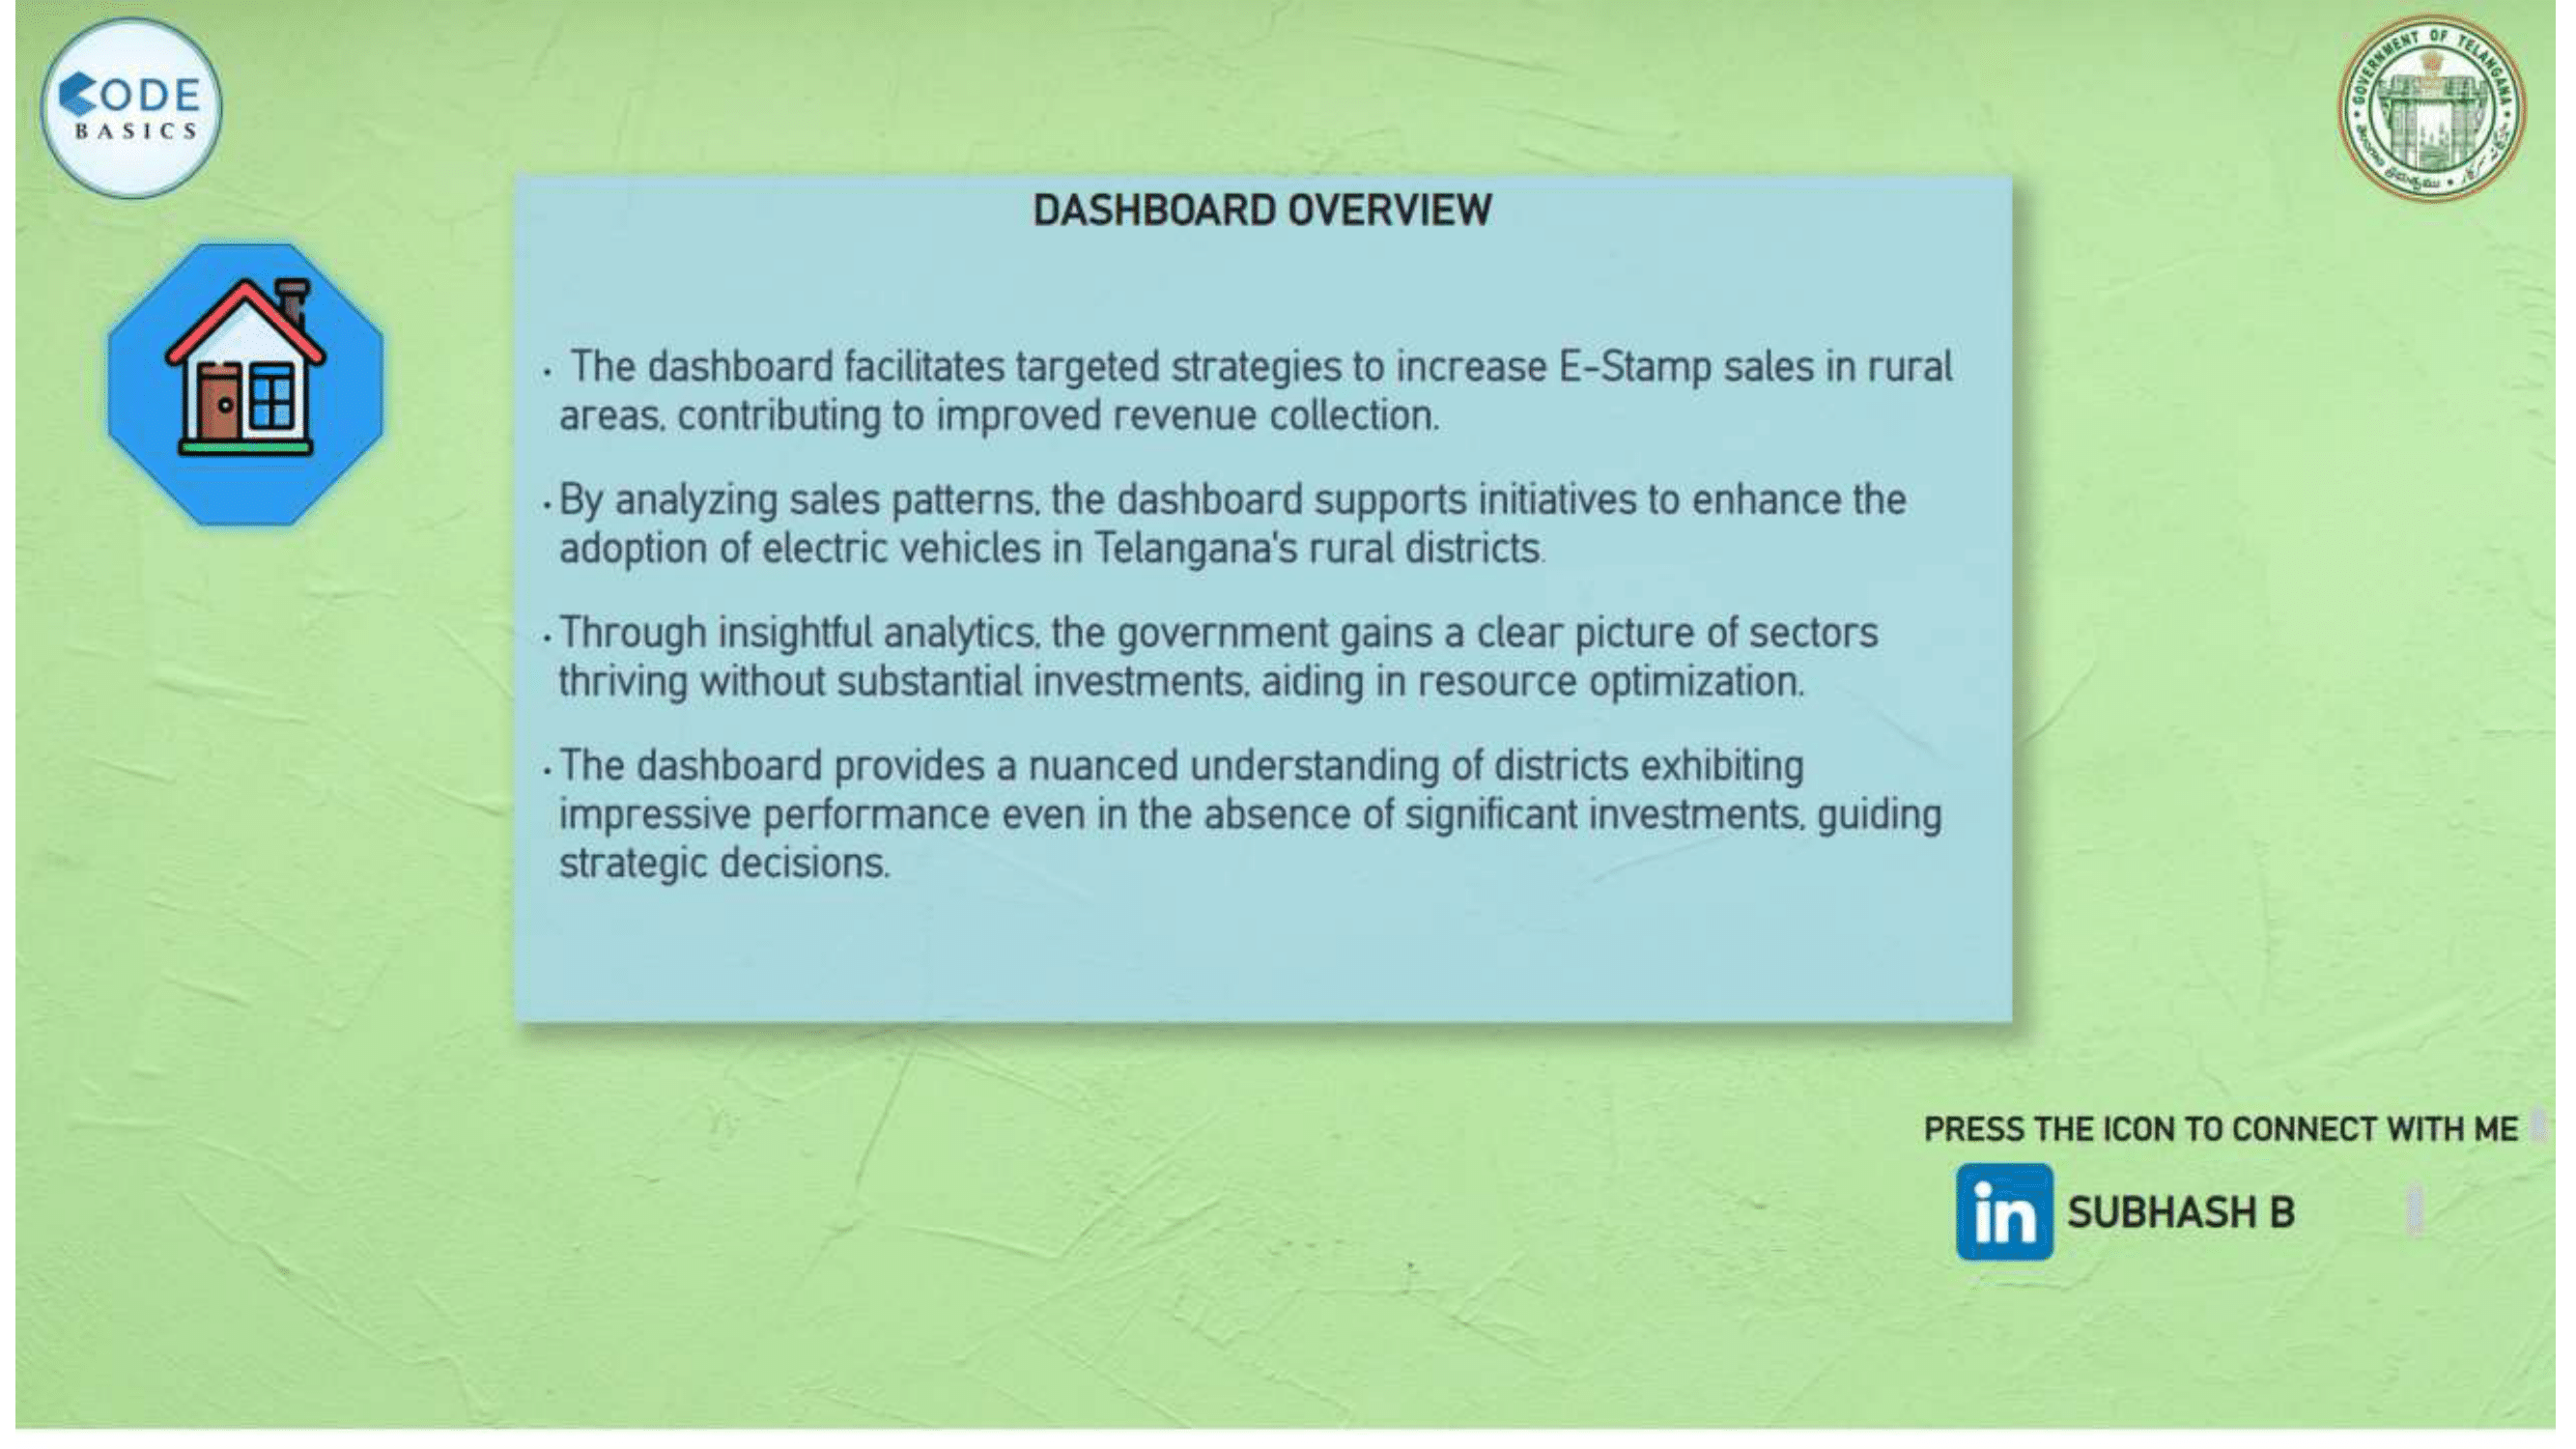 CODE
BASICS
GOVERNMENT OF TELANGANA
DASHBOARD OVERVIEW
· The dashboard facilitates targeted strategies to increase E-Stamp sales in rural
areas, contributing to improved revenue collection.
· By analyzing sales patterns, the dashboard supports initiatives to enhance the
adoption of electric vehicles in Telangana's rural districts.
· Through insightful analytics, the government gains a clear picture of sectors
thriving without substantial investments, aiding in resource optimization.
· The dashboard provides a nuanced understanding of districts exhibiting
impressive performance even in the absence of significant investments, guiding
strategic decisions.
PRESS THE ICON TO CONNECT WITH ME
in SUBHASH B